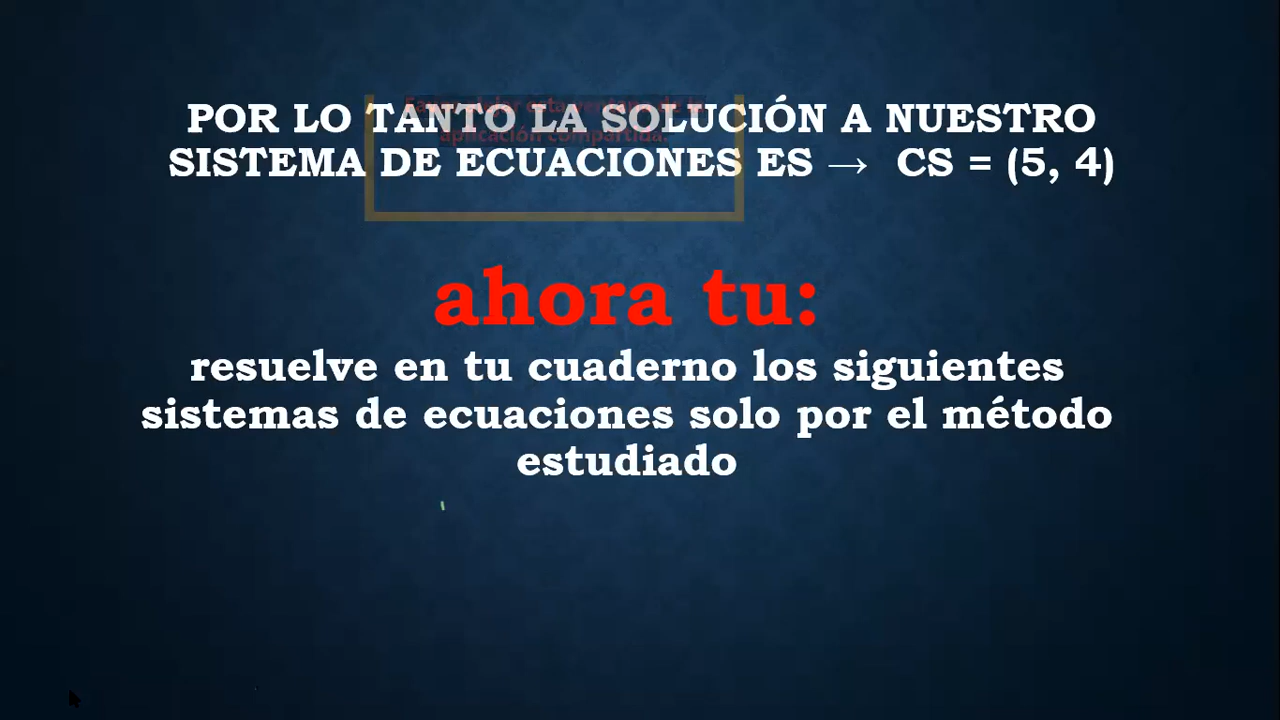 POR LO TANTO LA SOLUCIÓN A NUESTRO
SISTEMA DE ECUACIONES ES → CS = (5, 4)
ahora tu:
resuelve en tu cuaderno los siguientes
sistemas de ecuaciones solo por el método
estudiado